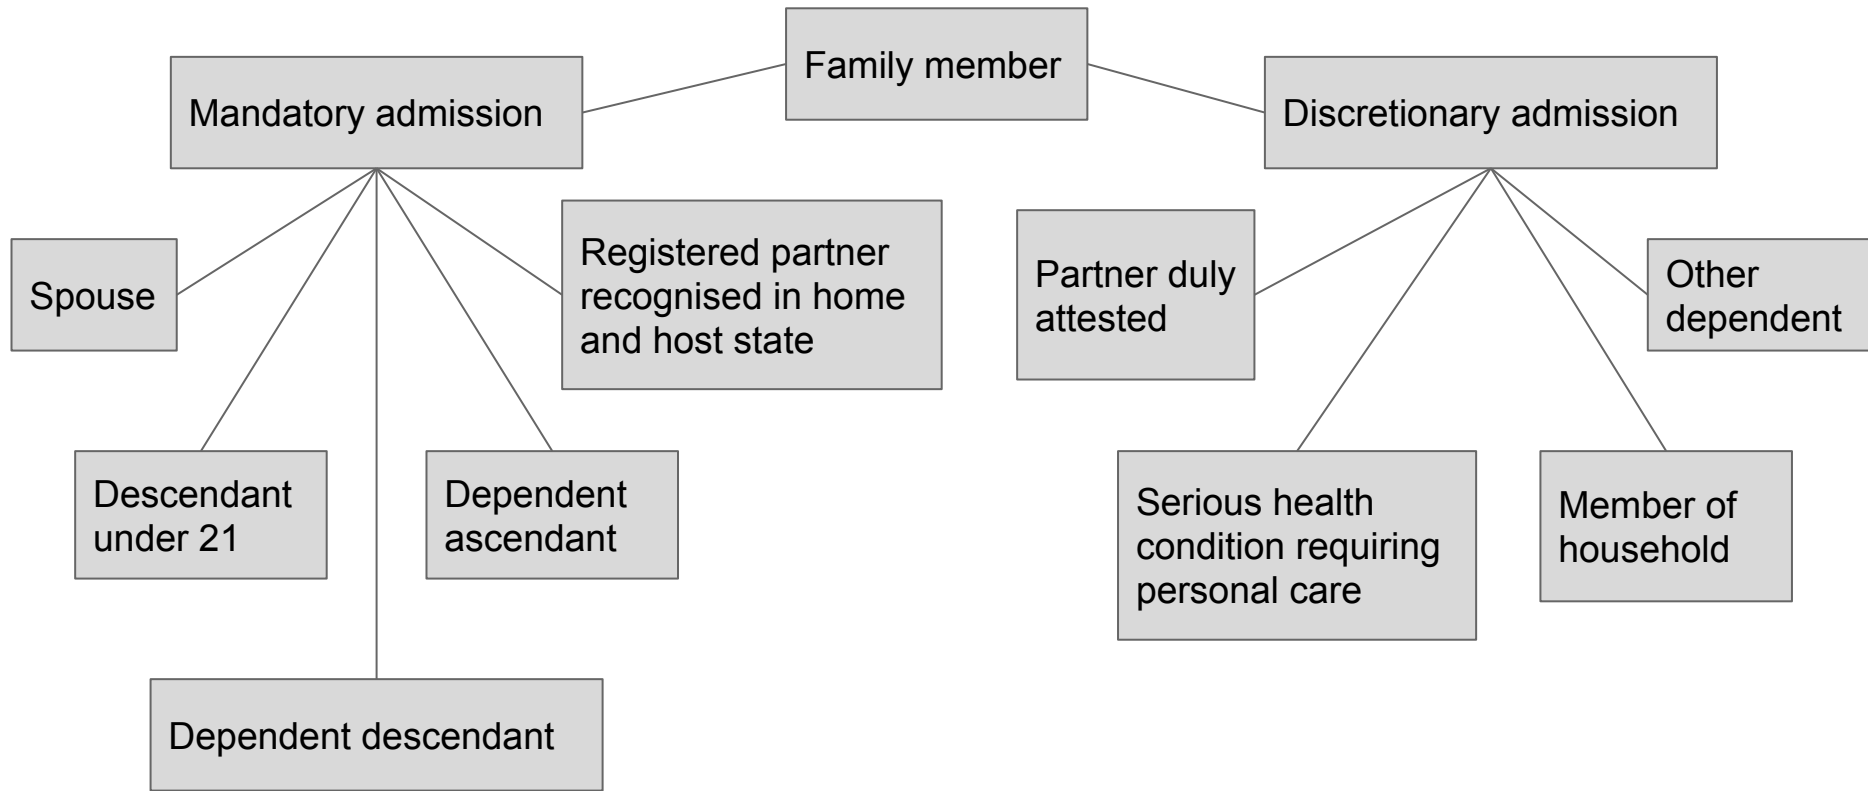 Family member
Mandatory admission
Discretionary admission
Spouse
Registered partner
recognised in home
and host state
Partner duly
attested
Other
dependent
Descendant
under 21
Dependent
ascendant
Serious health
condition requiring
personal care
Member of
household
Dependent descendant